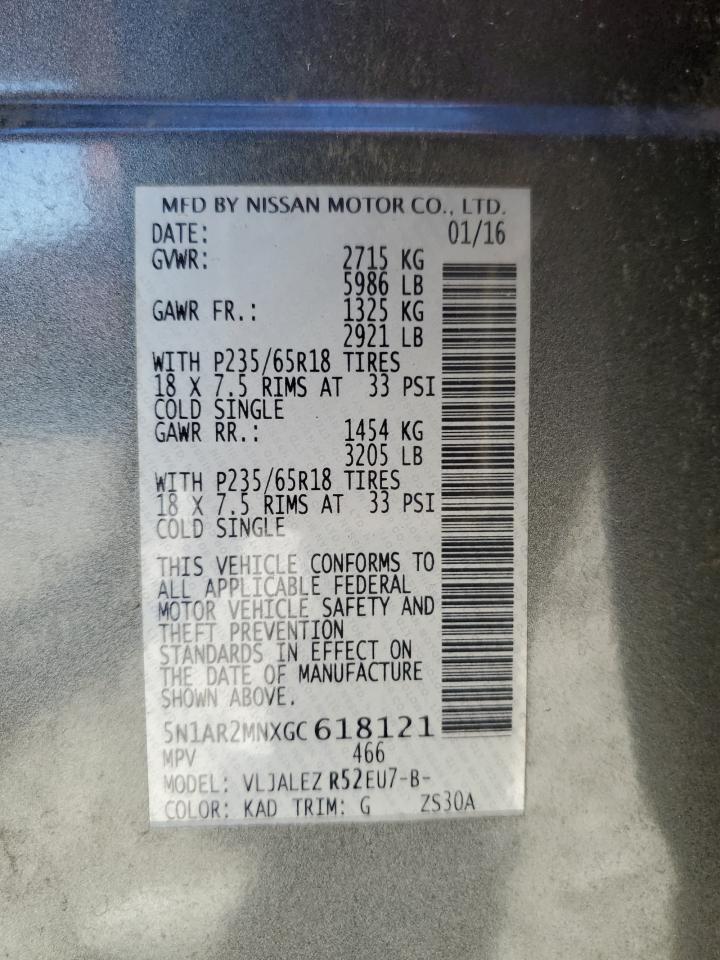 MFD BY NISSAN MOTOR CO., LTD.
DATE: 01/16
GVWR: 2715 KG
5986 LB
GAWR FR.: 1325 KG
2921 LB
WITH P235/65R18 TIRES
18 X 7.5 RIMS AT 33 PSI
COLD SINGLE
GAWR RR.: 1454 KG
3205 LB
WITH P235/65R18 TIRES
18 X 7.5 RIMS AT 33 PSI
COLD SINGLE
THIS VEHICLE CONFORMS TO
ALL APPLICABLE FEDERAL
MOTOR VEHICLE SAFETY AND
THEFT PREVENTION
STANDARDS IN EFFECT ON
THE DATE OF MANUFACTURE
SHOWN ABOVE.
5N1AR2MNXGC618121
MPV 466
MODEL: VLJALEZ R52EU7-B-
COLOR: KAD TRIM: G ZS30A